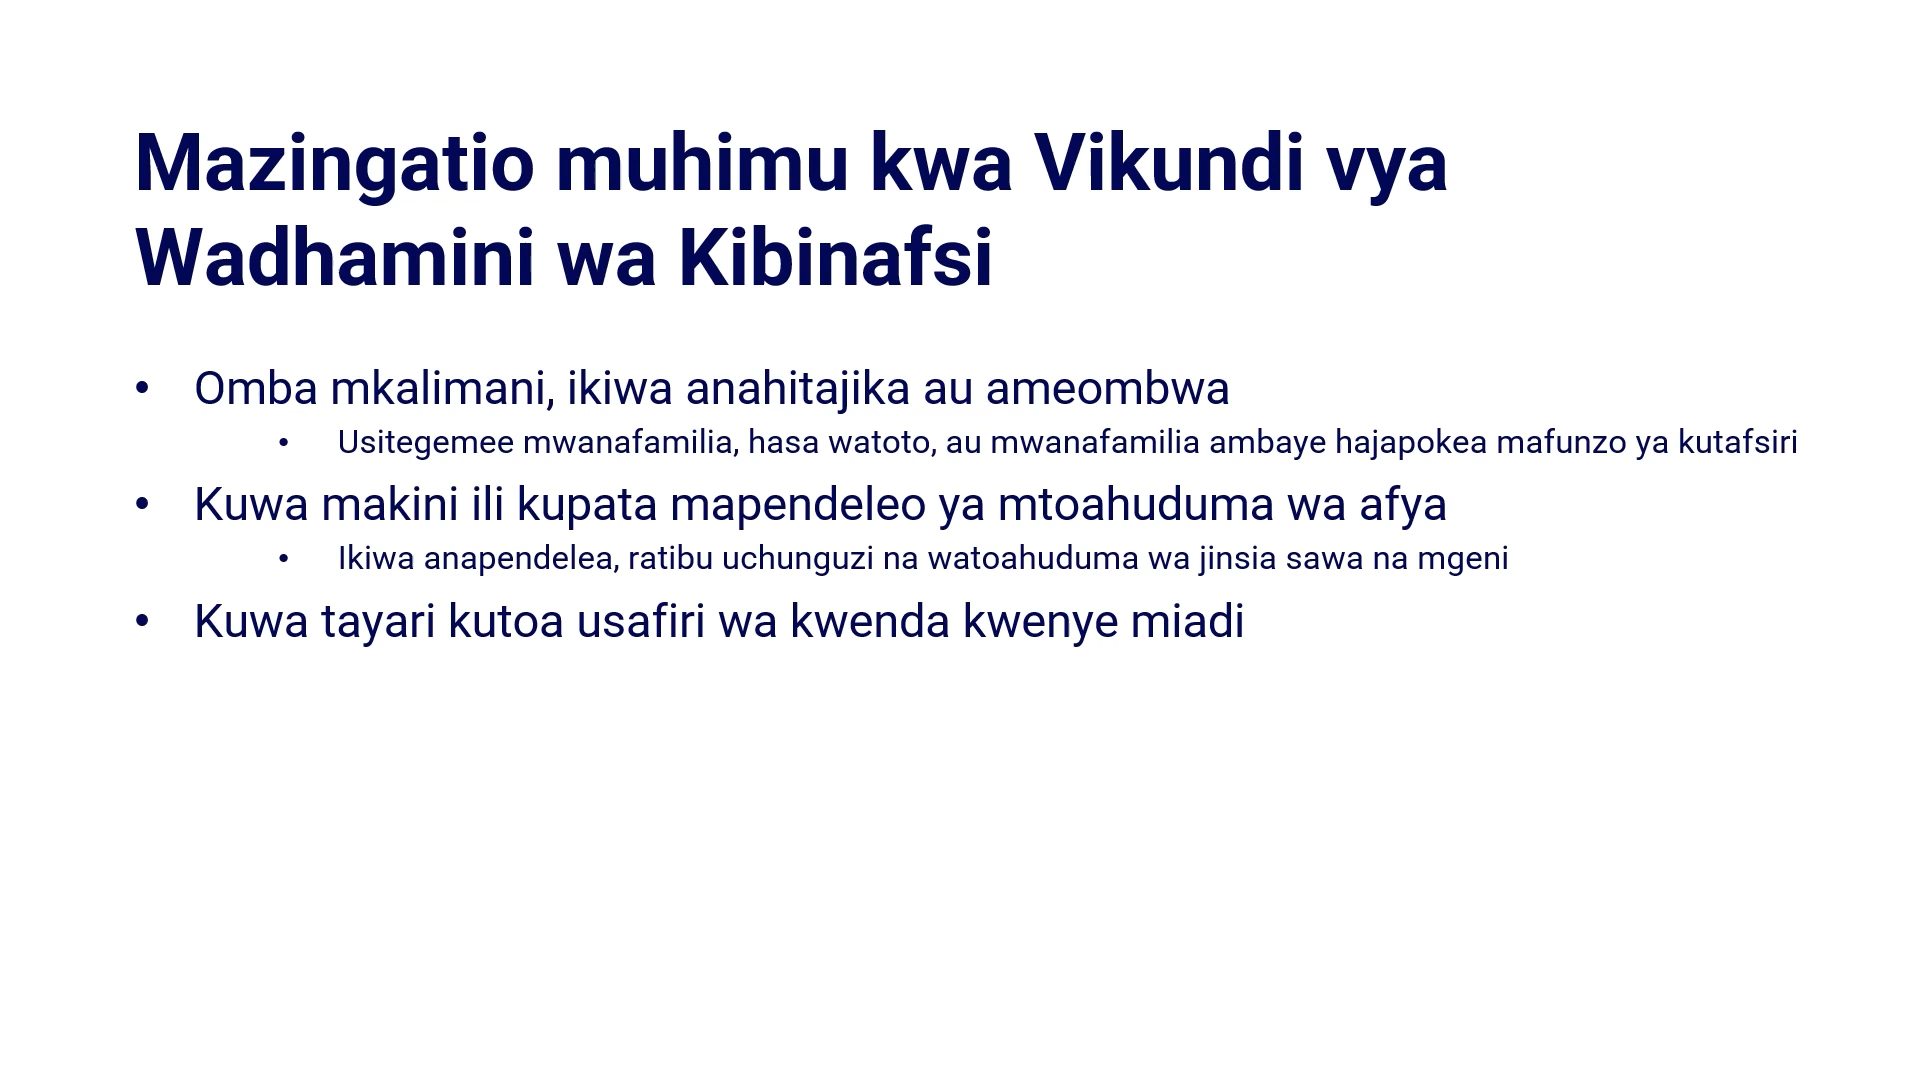 Mazingatio muhimu kwa Vikundi vya
Wadhamini wa Kibinafsi
• Omba mkalimani, ikiwa anahitajika au ameombwa
• Usitegemee mwanafamilia, hasa watoto, au mwanafamilia ambaye hajapokea mafunzo ya kutafsiri
• Kuwa makini ili kupata mapendeleo ya mtoahuduma wa afya
• Ikiwa anapendelea, ratibu uchunguzi na watoahuduma wa jinsia sawa na mgeni
• Kuwa tayari kutoa usafiri wa kwenda kwenye miadi